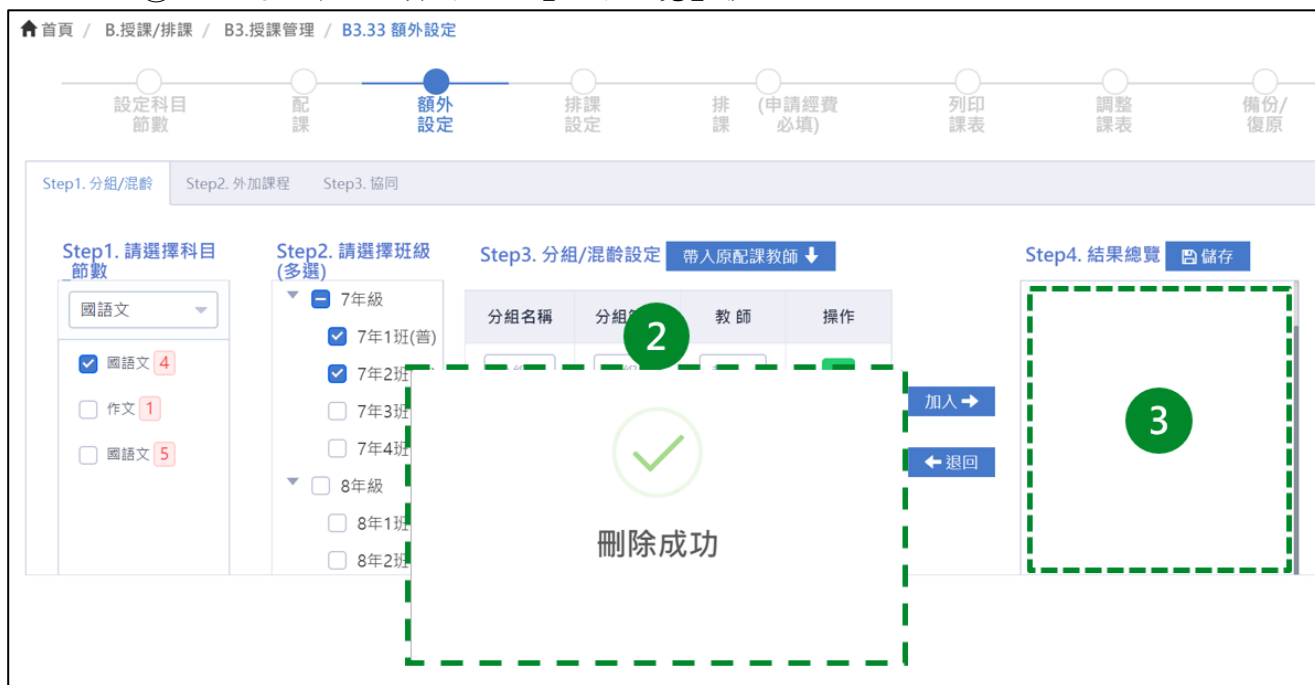 首頁 / B.授課/排課 / B3.授課管理 / B3.33 額外設定
設定科目
節數
配
課
額外
設定
排課
設定
排 (申請經費
課 必填)
列印
課表
調整
課表
備份/
復原
Step1. 分組/混齡 Step2. 外加課程 Step3. 協同
Step1. 請選擇科目
_節數
國語文
國語文 4
作文 1
國語文 5
Step2. 請選擇班級
(多選)
7年級
7年1班(普)
7年2班
7年3班
7年4班
8年級
8年1班
8年2班
Step3. 分組/混齡設定 帶入原配課教師
分組名稱 分組 教師 操作
2
刪除成功
加入
退回
Step4. 結果總覽 儲存
3